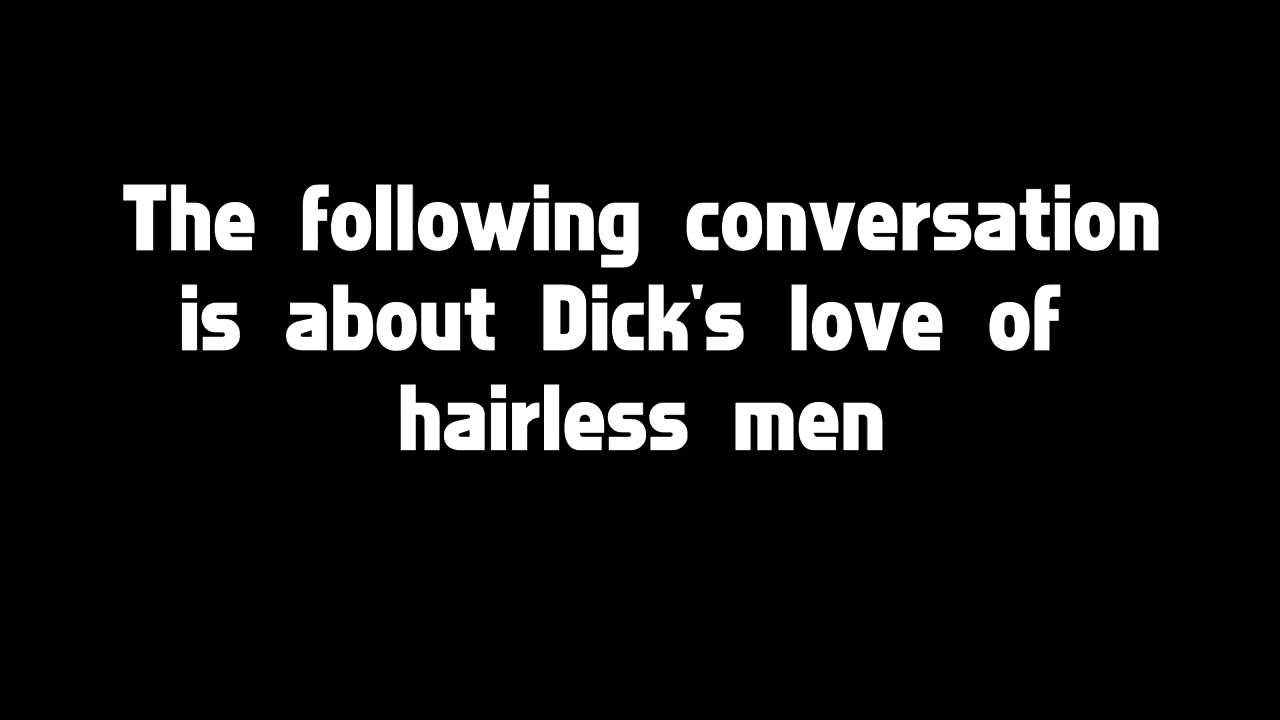 The following conversation
is about Dick's love of
hairless men